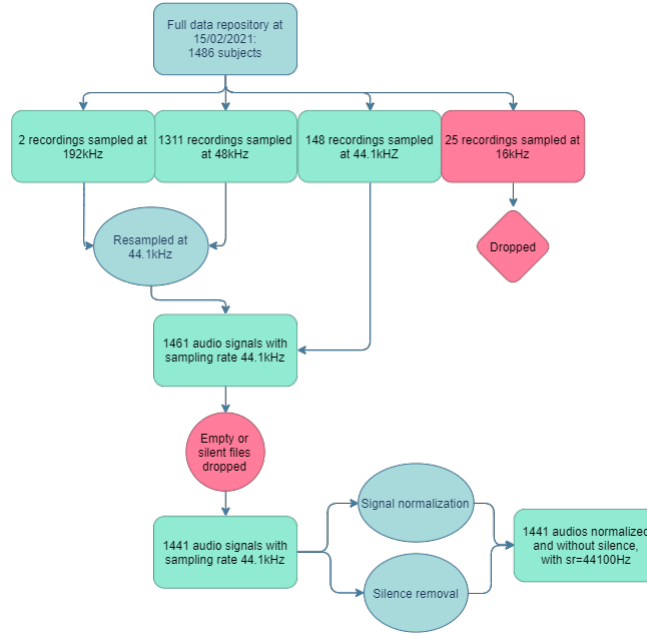 Full data repository at
15/02/2021:
1486 subjects
2 recordings sampled at
192kHz
1311 recordings sampled
at 48kHz
148 recordings sampled
at 44.1kHZ
25 recordings sampled at
16kHz
Resampled at
44.1kHz
Dropped
1461 audio signals with
sampling rate 44.1kHz
Empty or
silent files
dropped
1441 audio signals with
sampling rate 44.1kHz
Signal normalization
Silence removal
1441 audios normalized
and without silence,
with sr=44100Hz